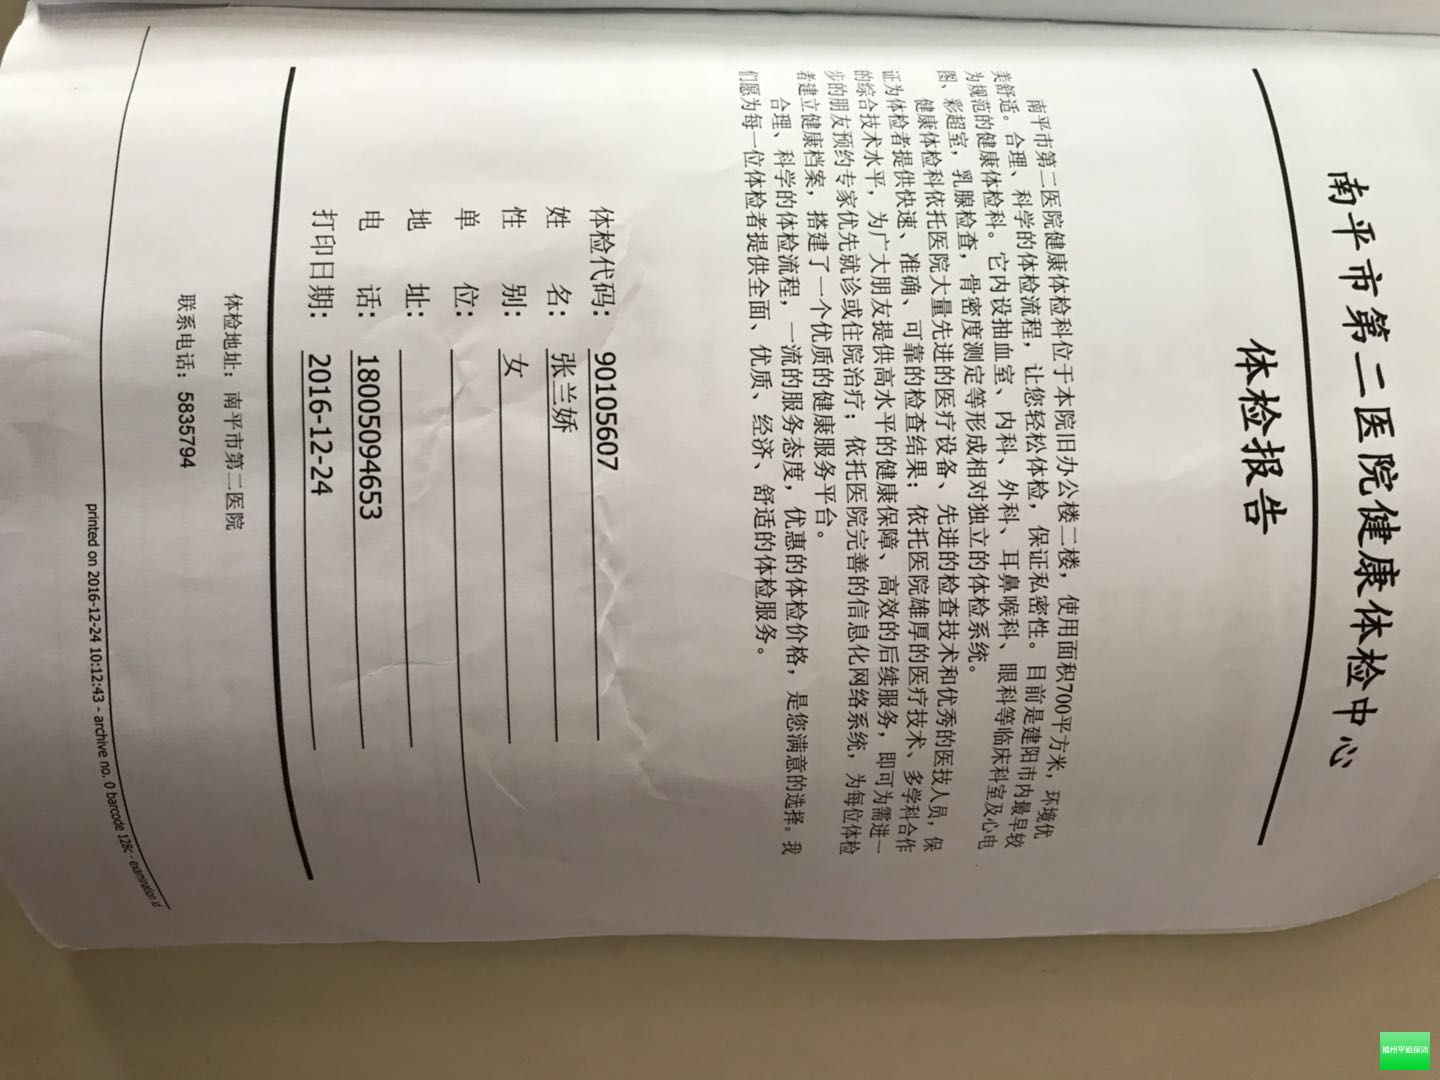 南平市第二医院健康体检中心
体检报告
南平市第二医院健康体检科位于本院旧办公楼二楼，使用面积700平方米，环境优
美舒适。合理、科学的体检流程，让您轻松体检，保证私密性。目前是建阳市内最早较
为规范的健康体检科。它内设抽血室、内科、外科、耳鼻喉科、眼科等临床科室及心电
图、彩超室，乳腺检查，骨密度测定等形成相对独立的体检系统。
健康体检科依托医院大量先进的医疗设备、先进的检查技术和优秀的医技人员，保
证为体检者提供快速、准确、可靠的检查结果；依托医院雄厚的医疗技术、多学科合作
的综合技术水平，为广大朋友提供高水平的健康保障、高效的后续服务，即可为需进一
步的朋友预约专家优先就诊或住院治疗；依托医院完善的信息化网络系统，为每位体检
者建立健康档案，搭建了一个优质的健康服务平台。
合理、科学的体检流程，一流的服务态度，优惠的体检价格，是您满意的选择。我
们愿为每一位体检者提供全面、优质、经济、舒适的体检服务。
体检代码：90105607
姓 名：张兰娇
性 别：女
单 位：
地 址：
电 话：18005094653
打印日期：2016-12-24
体检地址：南平市第二医院
联系电话：5835794
printed on 2016-12-24 10:12:43 - archive no. 0 barcode 128c - examination id
福州平姐保洁